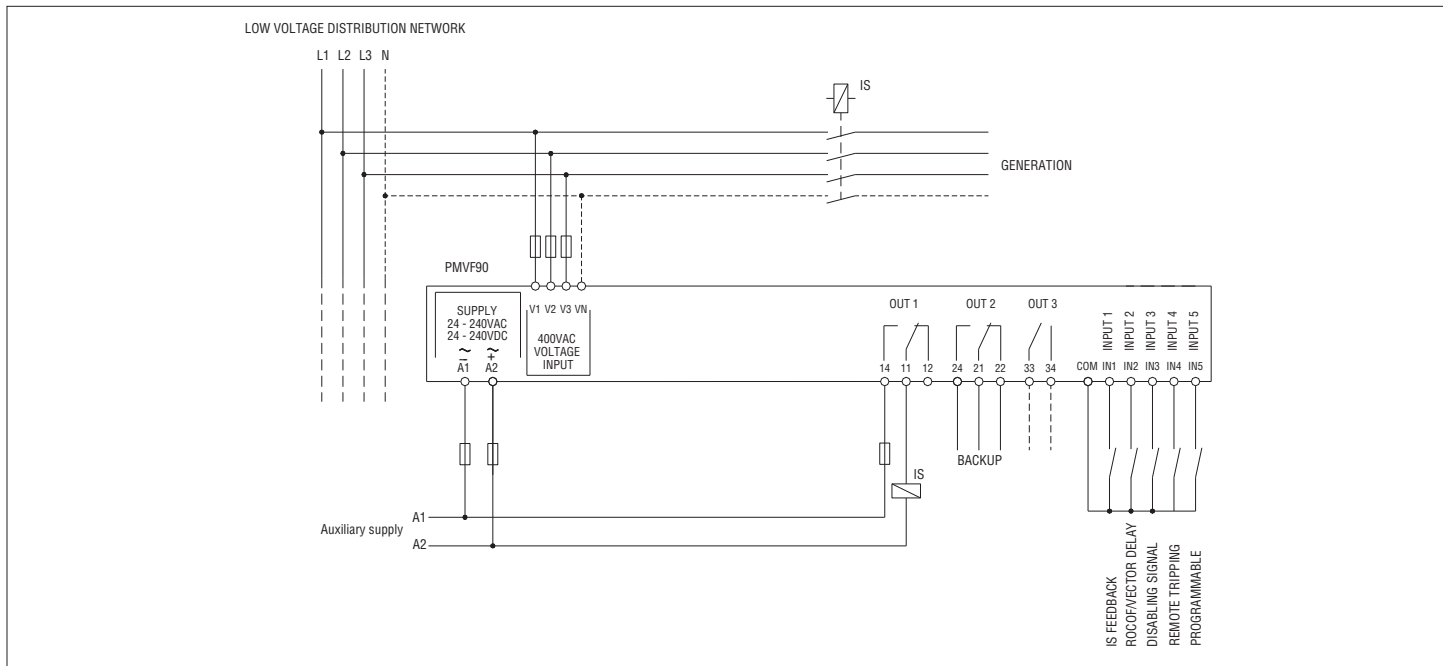 LOW VOLTAGE DISTRIBUTION NETWORK
L1 L2 L3 N
IS
GENERATION
PMVF90
SUPPLY
24 - 240VAC
24 - 240VDC
~ ~
– +
A1 A2
V1 V2 V3 VN
400VAC
VOLTAGE
INPUT
OUT 1
OUT 2
OUT 3
INPUT 1
INPUT 2
INPUT 3
INPUT 4
INPUT 5
14 11 12 24 21 22 33 34 COM IN1 IN2 IN3 IN4 IN5
BACKUP
IS
Auxiliary supply
A1
A2
IS FEEDBACK
ROCOF/VECTOR DELAY
DISABLING SIGNAL
REMOTE TRIPPING
PROGRAMMABLE